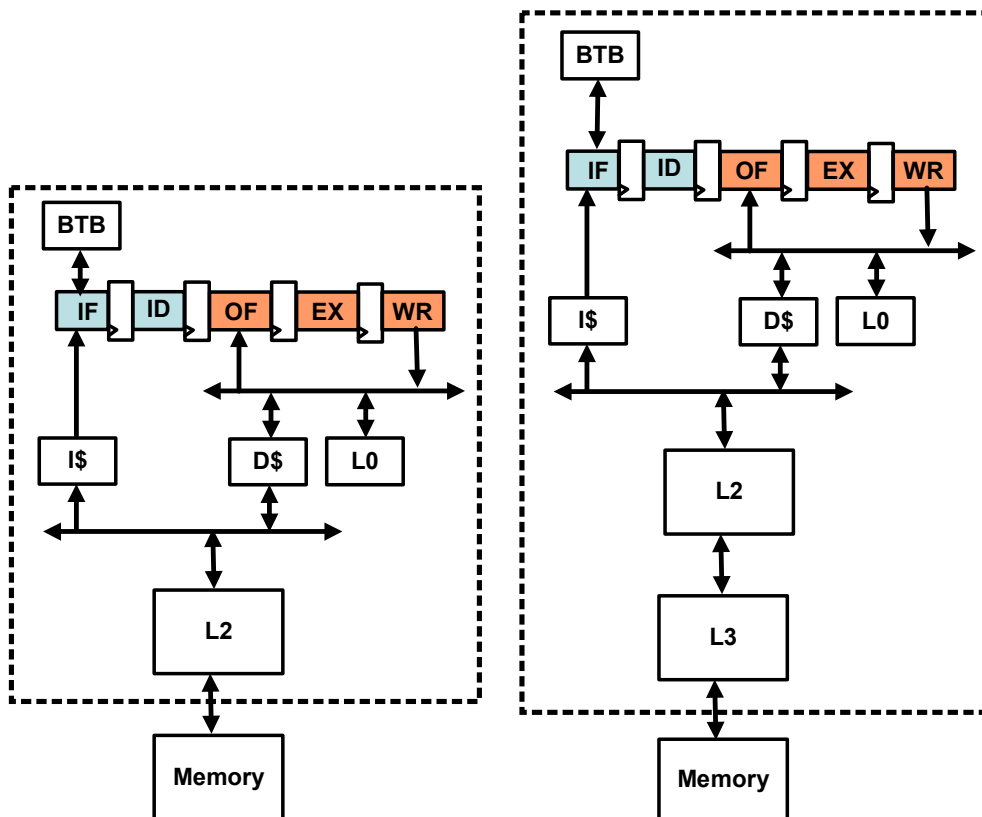 BTB
IF ID OF EX WR
I$ D$ L0
L2
Memory
BTB
IF ID OF EX WR
I$ D$ L0
L2
L3
Memory